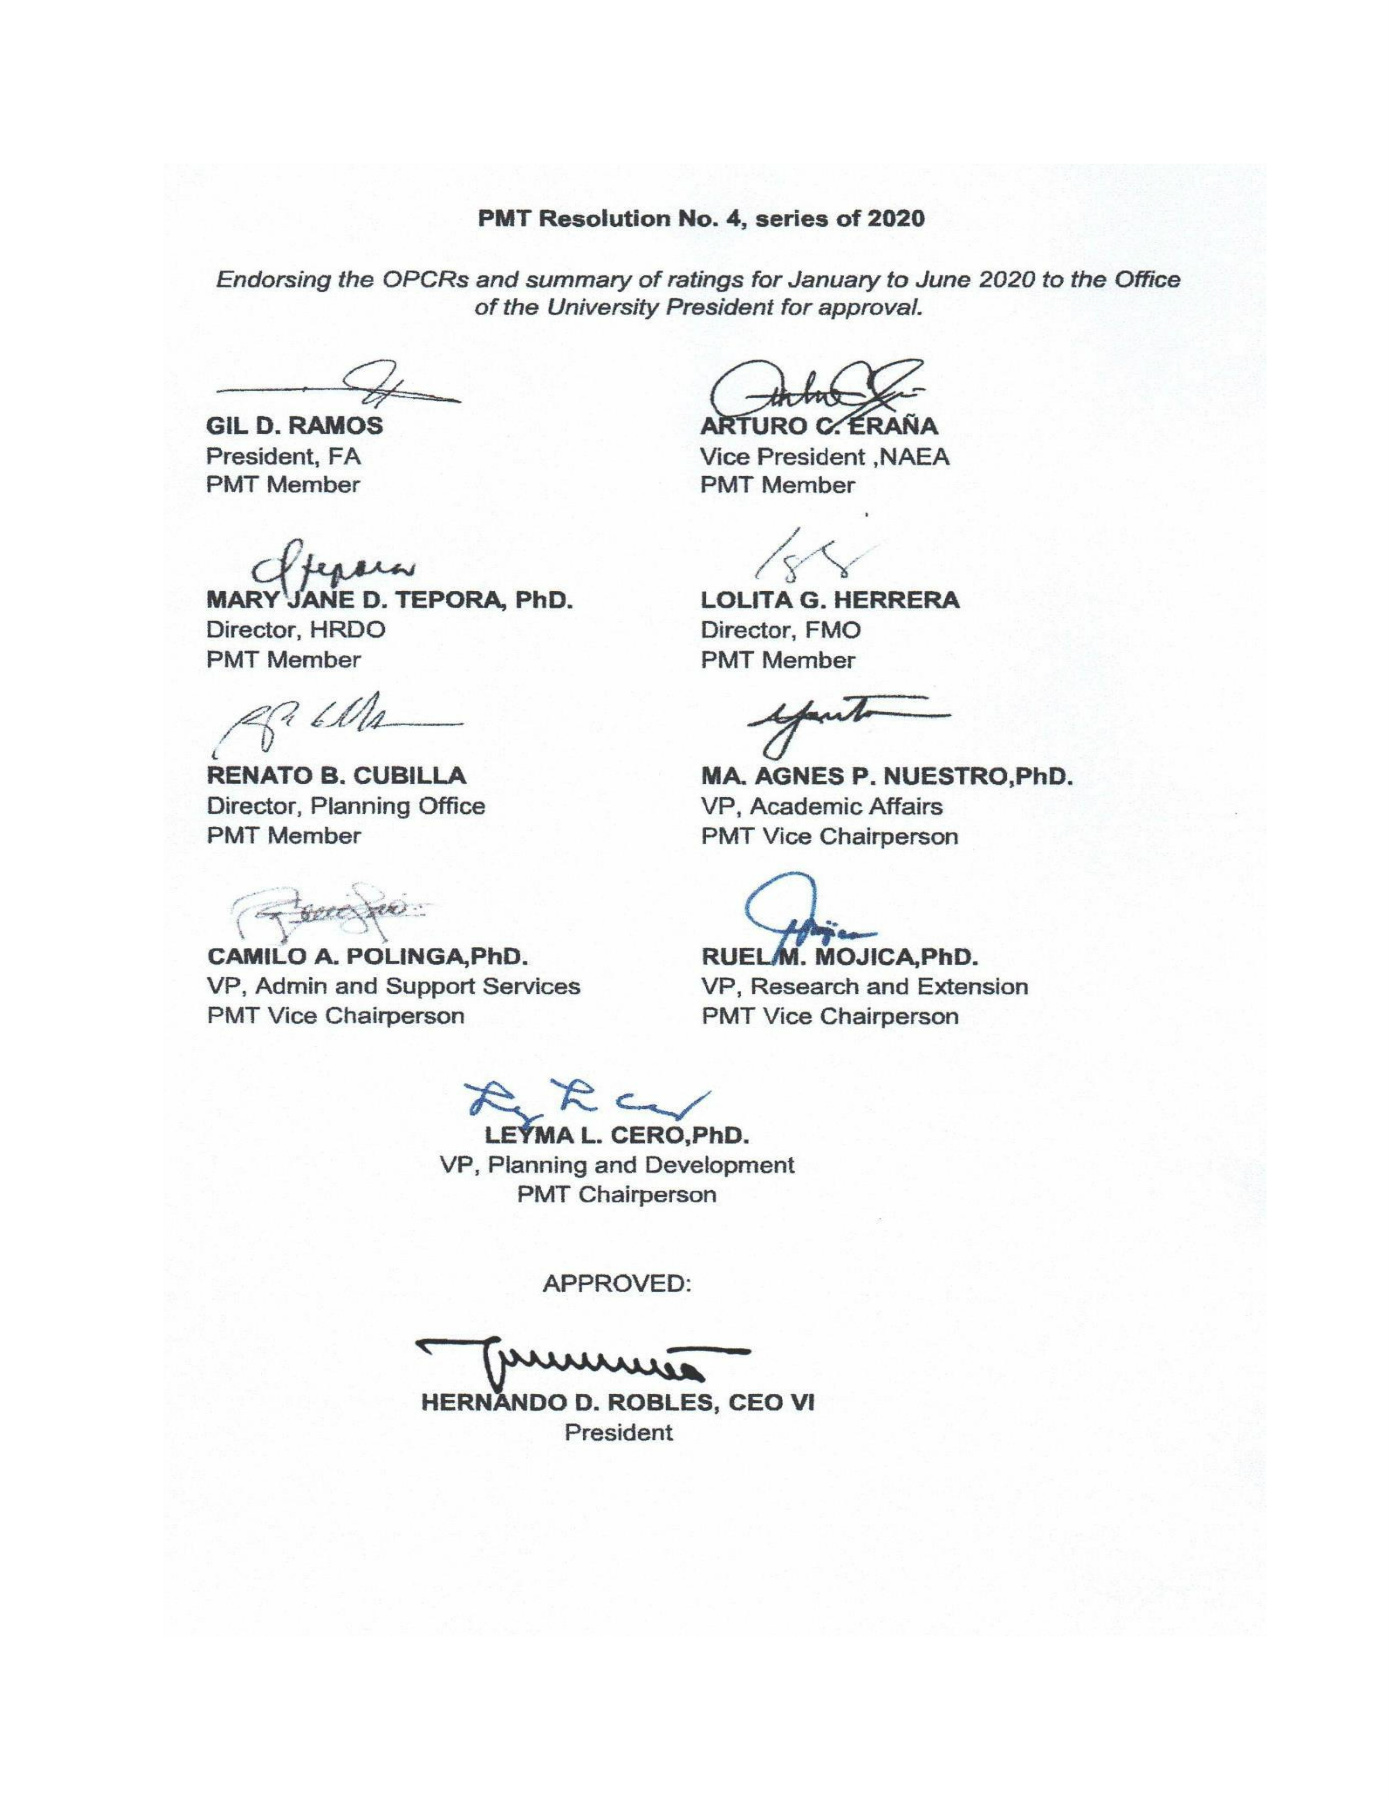 PMT Resolution No. 4, series of 2020
Endorsing the OPCRs and summary of ratings for January to June 2020 to the Office
of the University President for approval.
GIL D. RAMOS
President, FA
PMT Member
ARTURO C. ERAÑA
Vice President ,NAEA
PMT Member
MARY JANE D. TEPORA, PhD.
Director, HRDO
PMT Member
LOLITA G. HERRERA
Director, FMO
PMT Member
RENATO B. CUBILLA
Director, Planning Office
PMT Member
MA. AGNES P. NUESTRO,PhD.
VP, Academic Affairs
PMT Vice Chairperson
CAMILO A. POLINGA,PhD.
VP, Admin and Support Services
PMT Vice Chairperson
RUEL M. MOJICA,PhD.
VP, Research and Extension
PMT Vice Chairperson
LEYMA L. CERO,PhD.
VP, Planning and Development
PMT Chairperson
APPROVED:
HERNANDO D. ROBLES, CEO VI
President